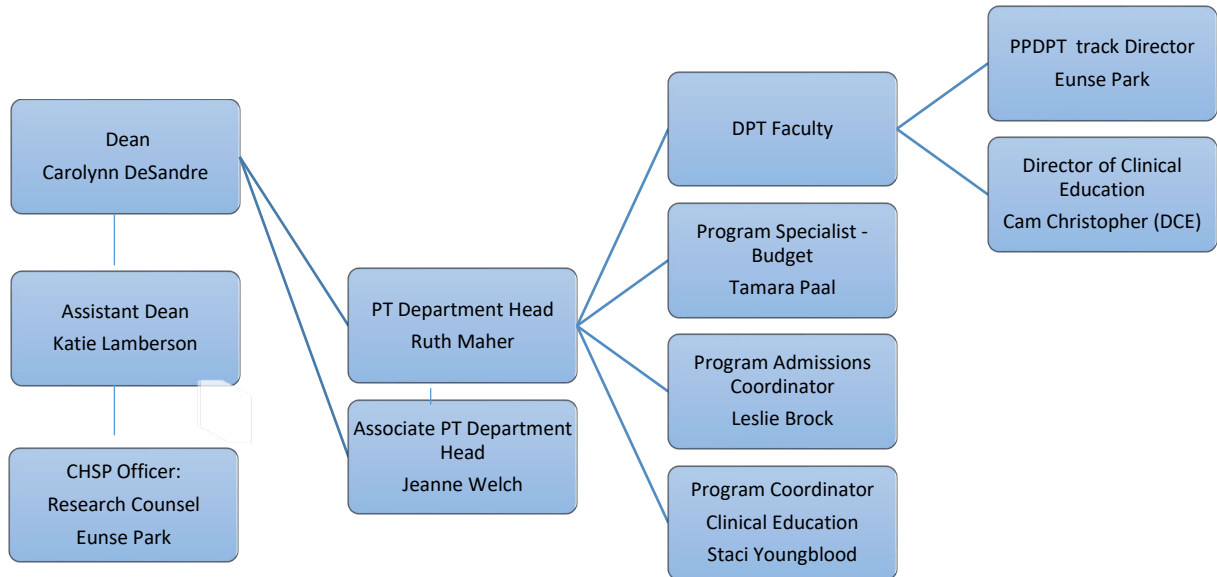 Dean
Carolynn DeSandre
Assistant Dean
Katie Lamberson
CHSP Officer:
Research Counsel
Eunse Park
PT Department Head
Ruth Maher
Associate PT Department
Head
Jeanne Welch
DPT Faculty
Program Specialist -
Budget
Tamara Paal
Program Admissions
Coordinator
Leslie Brock
Program Coordinator
Clinical Education
Staci Youngblood
PPDPT  track Director
Eunse Park
Director of Clinical
Education
Cam Christopher (DCE)